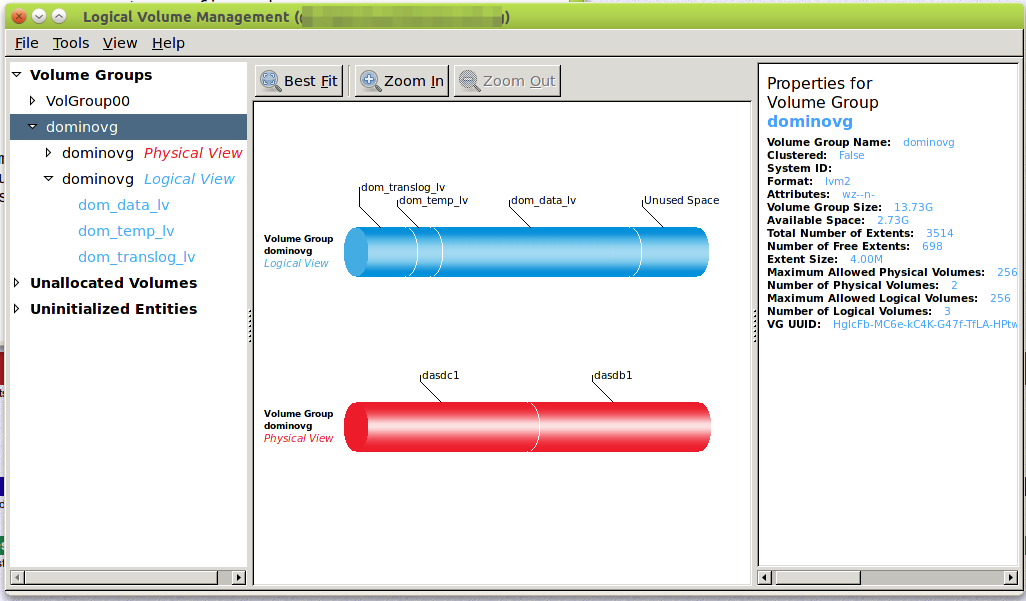 Logical Volume Management (
File Tools View Help
Volume Groups
VolGroup00
dominovg
dominovg Physical View
dominovg Logical View
dom_data_lv
dom_temp_lv
dom_translog_lv
Unallocated Volumes
Uninitialized Entities
Best Fit Zoom In Zoom Out
dom_translog_lv
dom_temp_lv dom_data_lv Unused Space
Volume Group
dominovg
Logical View
dasdc1 dasdb1
Volume Group
dominovg
Physical View
Properties for
Volume Group
dominovg
Volume Group Name: dominovg
Clustered: False
System ID:
Format: lvm2
Attributes: wz--n-
Volume Group Size: 13.73G
Available Space: 2.73G
Total Number of Extents: 3514
Number of Free Extents: 698
Extent Size: 4.00M
Maximum Allowed Physical Volumes: 256
Number of Physical Volumes: 2
Maximum Allowed Logical Volumes: 256
Number of Logical Volumes: 3
VG UUID: HglcFb-MC6e-kC4K-G47f-TfLA-HPtw